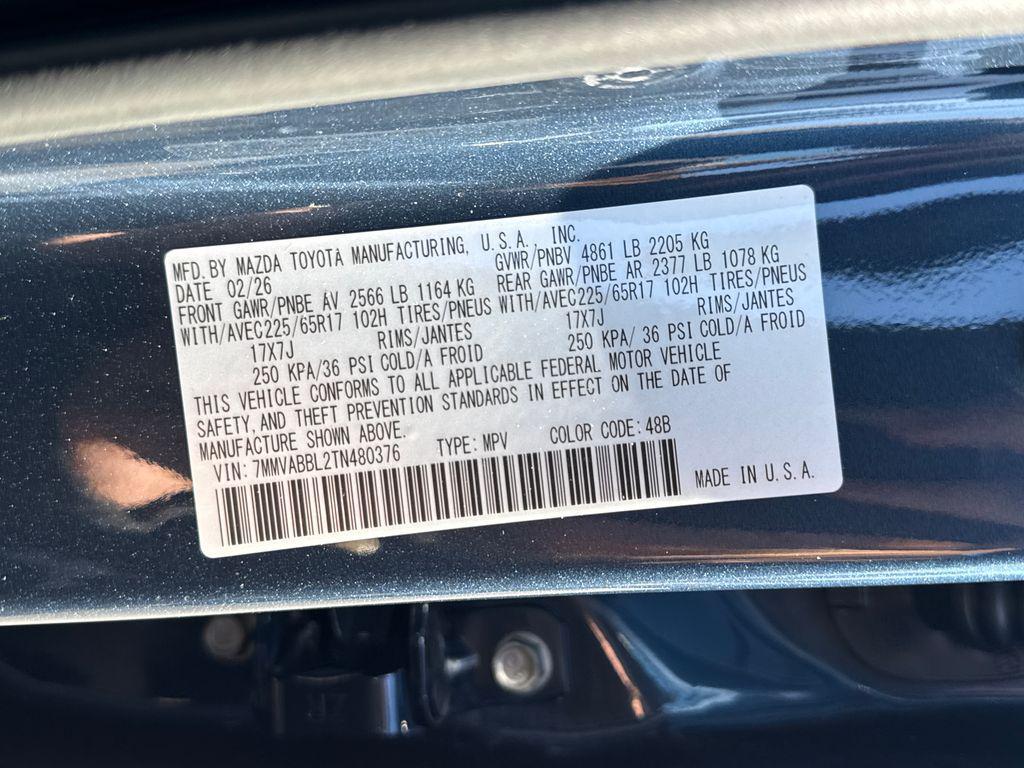 MFD. BY MAZDA TOYOTA MANUFACTURING, U.S.A. INC.
DATE 02/26 GVWR/PNBV 4861 LB 2205 KG
FRONT GAWR/PNBE AV 2566 LB 1164 KG REAR GAWR/PNBE AR 2377 LB 1078 KG
WITH/AVEC225/65R17 102H TIRES/PNEUS WITH/AVEC225/65R17 102H TIRES/PNEUS
17X7J RIMS/JANTES 17X7J RIMS/JANTES
250 KPA/36 PSI COLD/A FROID 250 KPA/ 36 PSI COLD/A FROID
THIS VEHICLE CONFORMS TO ALL APPLICABLE FEDERAL MOTOR VEHICLE
SAFETY, AND THEFT PREVENTION STANDARDS IN EFFECT ON THE DATE OF
MANUFACTURE SHOWN ABOVE.
VIN: 7MMVABBL2TN480376 TYPE: MPV COLOR CODE: 48B
MADE IN U.S.A.